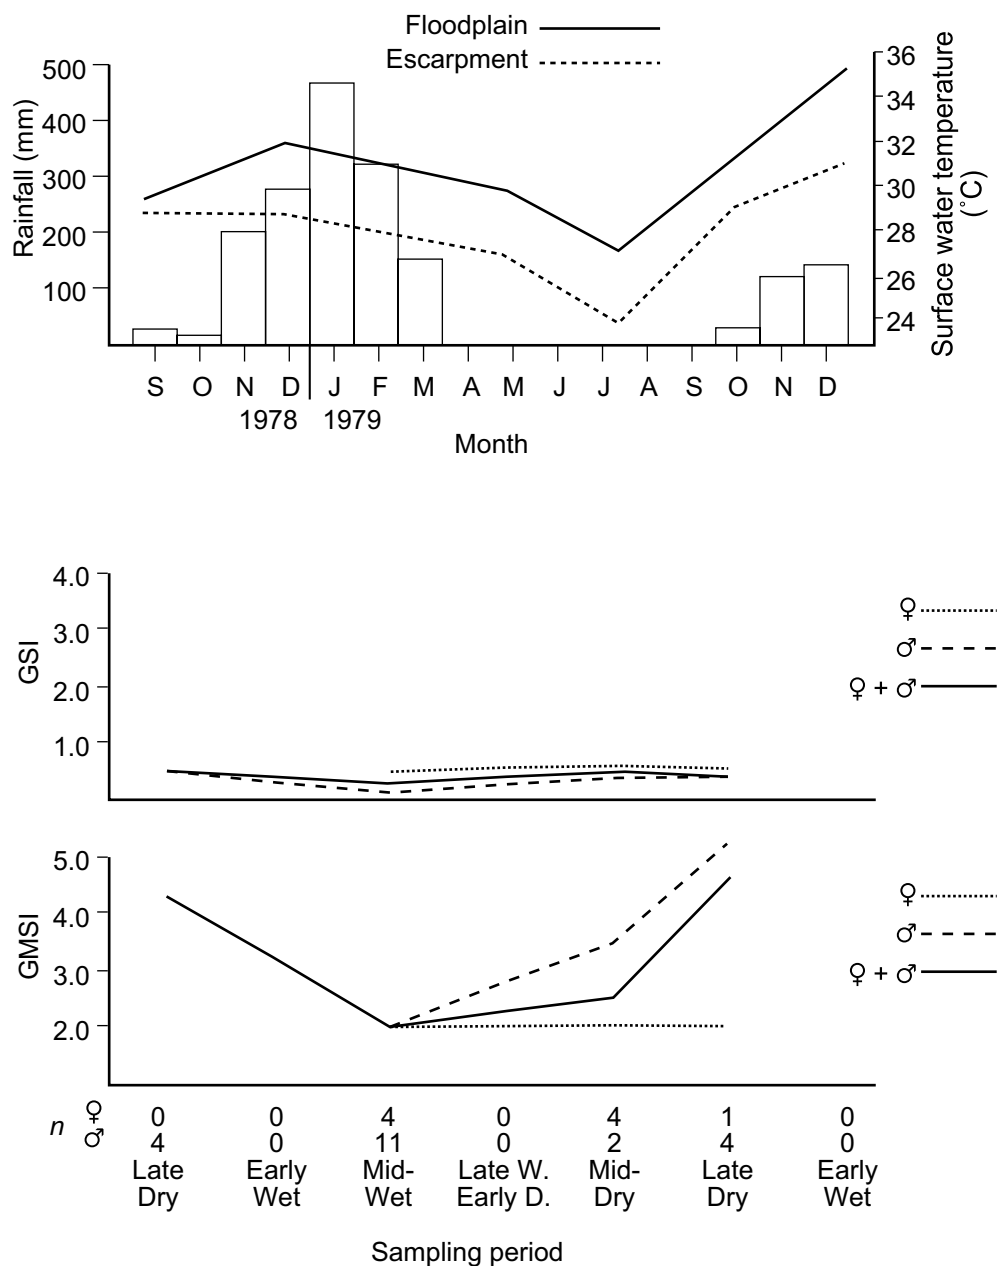 Floodplain
Escarpment
Rainfall (mm)
500
400
300
200
100
Surface water temperature
(˚C)
36
34
32
30
28
26
24
S O N D J F M A M J J A S O N D
1978 1979
Month
GSI
4.0
3.0
2.0
1.0
♀
♂
♀ + ♂
GMSI
5.0
4.0
3.0
2.0
♀
♂
♀ + ♂
n
♀ 0 0 4 0 4 1 0
♂ 4 0 11 0 2 4 0
Late Early Mid- Late W. Mid- Late Early
Dry Wet Wet Early D. Dry Dry Wet
Sampling period